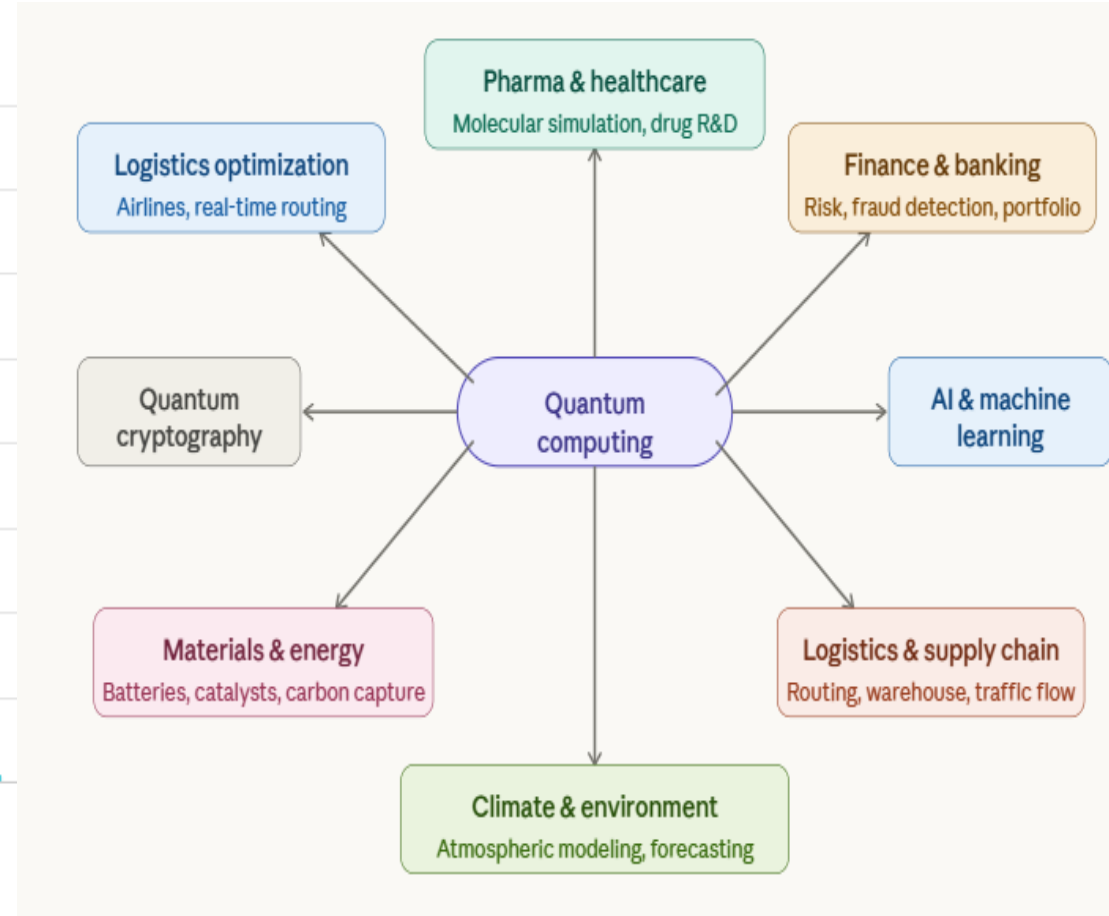 Pharma & healthcare
Molecular simulation, drug R&D
Logistics optimization
Airlines, real-time routing
Finance & banking
Risk, fraud detection, portfolio
Quantum
cryptography
Quantum
computing
AI & machine
learning
Materials & energy
Batteries, catalysts, carbon capture
Logistics & supply chain
Routing, warehouse, traffic flow
Climate & environment
Atmospheric modeling, forecasting